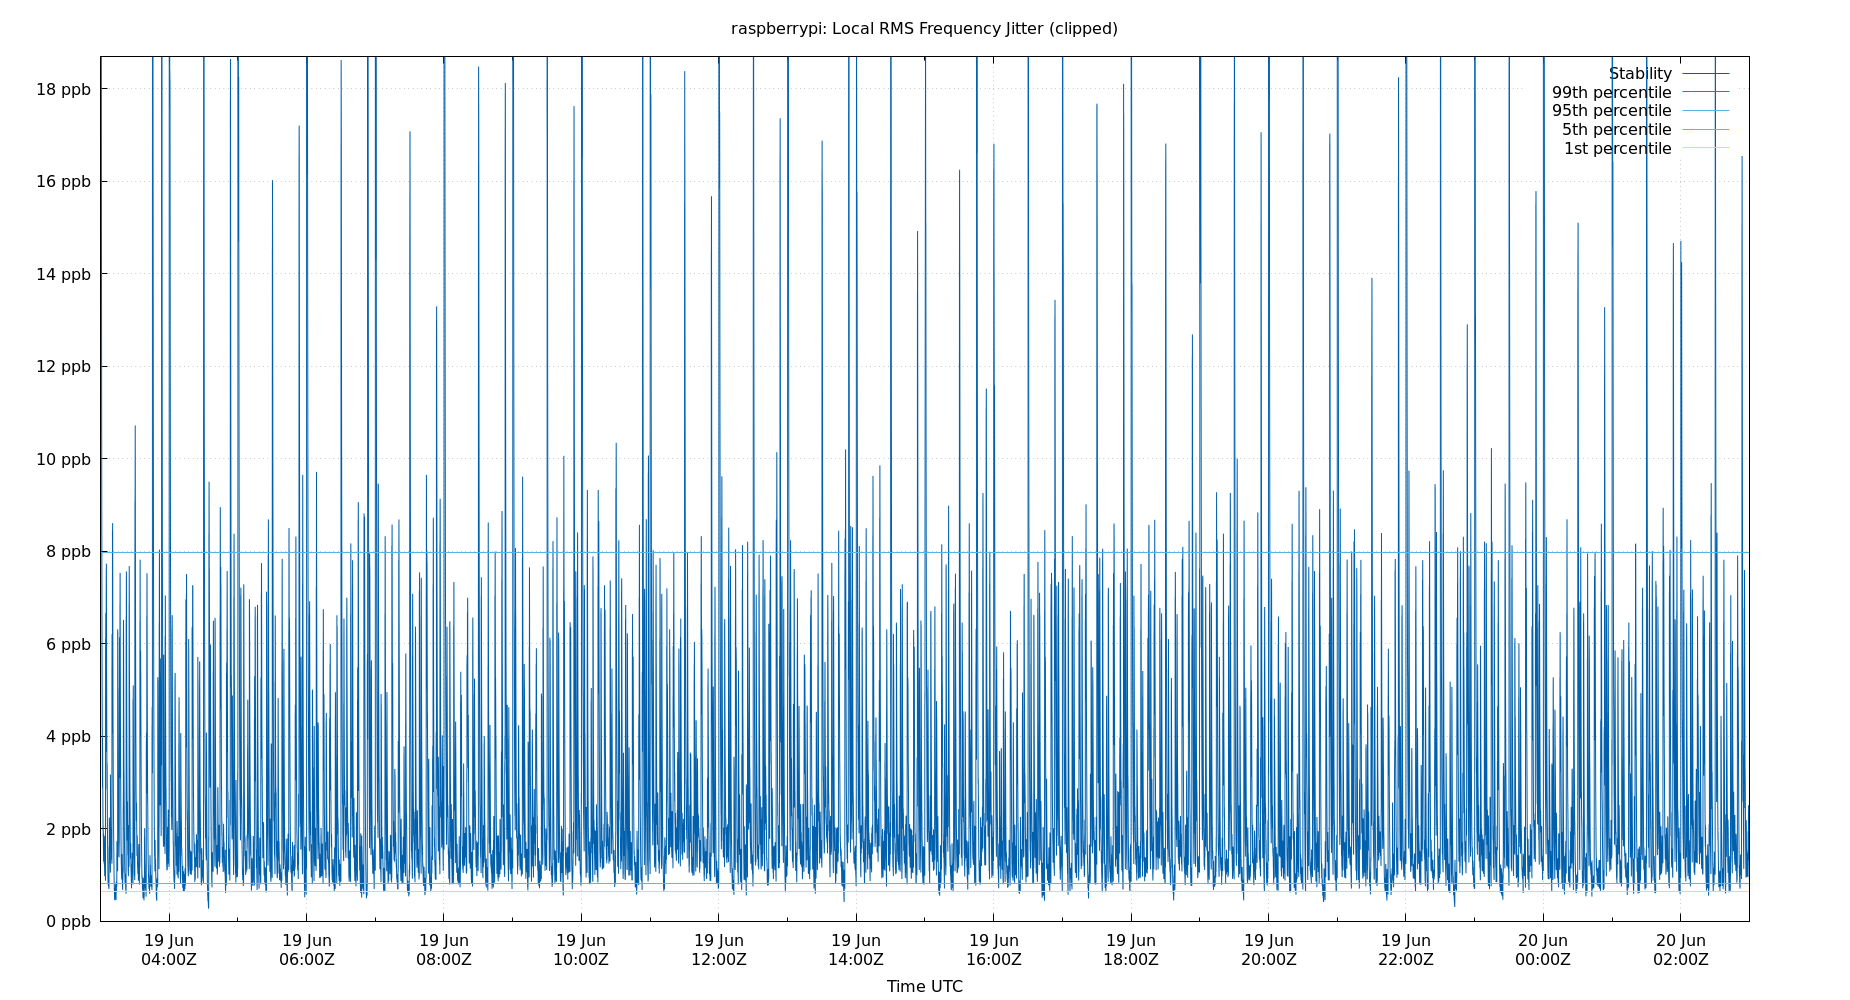 raspberrypi: Local RMS Frequency Jitter (clipped)
Stability
99th percentile
95th percentile
5th percentile
1st percentile
18 ppb
16 ppb
14 ppb
12 ppb
10 ppb
8 ppb
6 ppb
4 ppb
2 ppb
0 ppb
19 Jun 19 Jun 19 Jun 19 Jun 19 Jun 19 Jun 19 Jun 19 Jun 19 Jun 19 Jun 20 Jun 20 Jun
04:00Z 06:00Z 08:00Z 10:00Z 12:00Z 14:00Z 16:00Z 18:00Z 20:00Z 22:00Z 00:00Z 02:00Z
Time UTC